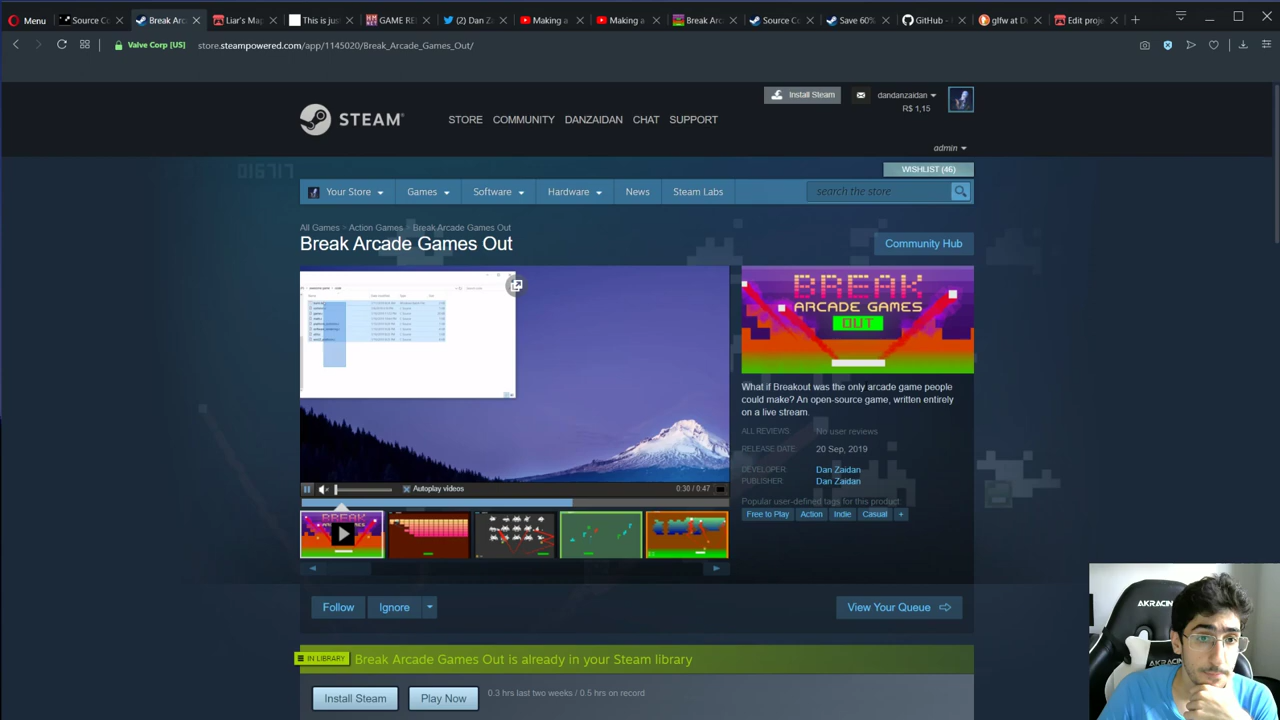 Menu
Source C
Break Arc
Liar's Ma
This is jus
GAME RE
(2) Dan Z
Making a
Making a
Break Arc
Source Co
Save 60%
GitHub -
glfw at D
Edit proje
Valve Corp [US]
store.steampowered.com/app/1145020/Break_Arcade_Games_Out/
Install Steam
dandanzaidan
R$ 1,15
STEAM
STORE COMMUNITY DANZAIDAN CHAT SUPPORT
admin
WISHLIST (46)
Your Store Games Software Hardware News Steam Labs search the store
All Games > Action Games > Break Arcade Games Out
Break Arcade Games Out
Community Hub
BREAK
ARCADE GAMES
OUT
What if Breakout was the only arcade game people
could make? An open-source game, written entirely
on a live stream.
ALL REVIEWS: No user reviews
RELEASE DATE: 20 Sep, 2019
DEVELOPER: Dan Zaidan
PUBLISHER: Dan Zaidan
Popular user-defined tags for this product:
Free to Play Action Indie Casual +
Autoplay videos 0:30 / 0:47
Follow Ignore View Your Queue
IN LIBRARY Break Arcade Games Out is already in your Steam library
Install Steam Play Now 0.3 hrs last two weeks / 0.5 hrs on record
AKRACING